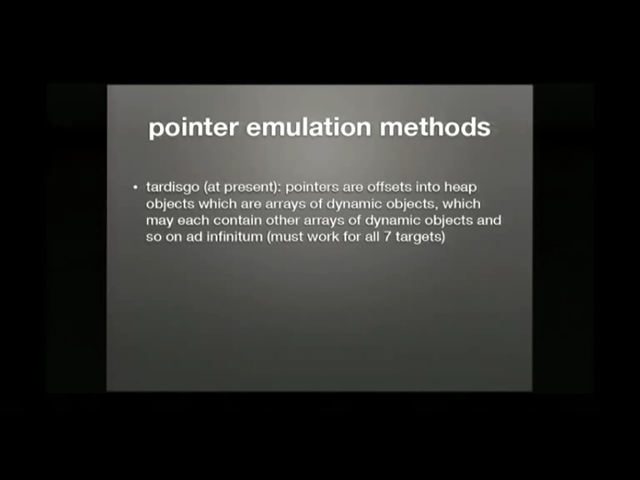 pointer emulation methods
• tardisgo (at present): pointers are offsets into heap
objects which are arrays of dynamic objects, which
may each contain other arrays of dynamic objects and
so on ad infinitum (must work for all 7 targets)